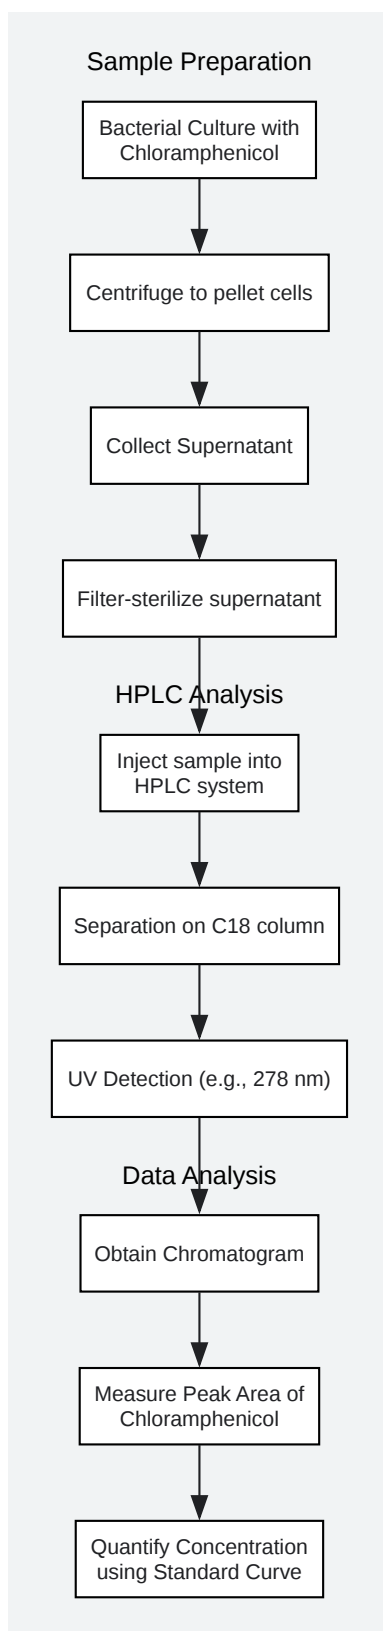 Sample Preparation
Bacterial Culture with
Chloramphenicol
Centrifuge to pellet cells
Collect Supernatant
Filter-sterilize supernatant
HPLC Analysis
Inject sample into
HPLC system
Separation on C18 column
UV Detection (e.g., 278 nm)
Data Analysis
Obtain Chromatogram
Measure Peak Area of
Chloramphenicol
Quantify Concentration
using Standard Curve